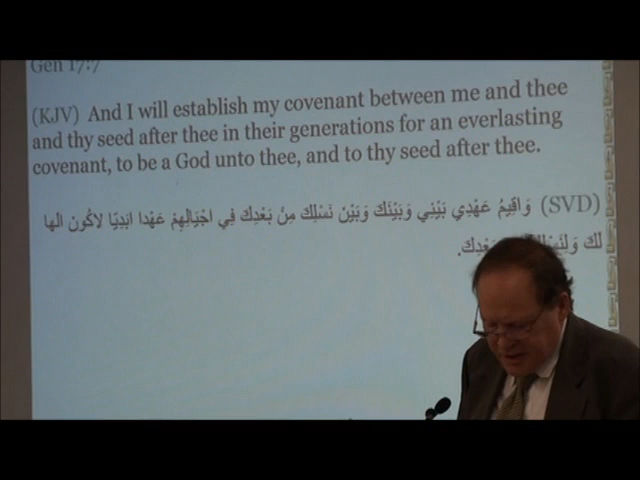 Gen 17:7
(KJV) And I will establish my covenant between me and thee
and thy seed after thee in their generations for an everlasting
covenant, to be a God unto thee, and to thy seed after thee.
(SVD) وَاقِيمُ عَهْدِي بَيْنِي وَبَيْنَكَ وَبَيْنَ نَسْلِكَ مِنْ بَعْدِكَ فِي اجْيَالِهِمْ عَهْدا ابَدِيّا لاكُونَ الَها
لَكَ بَعْدِكَ.